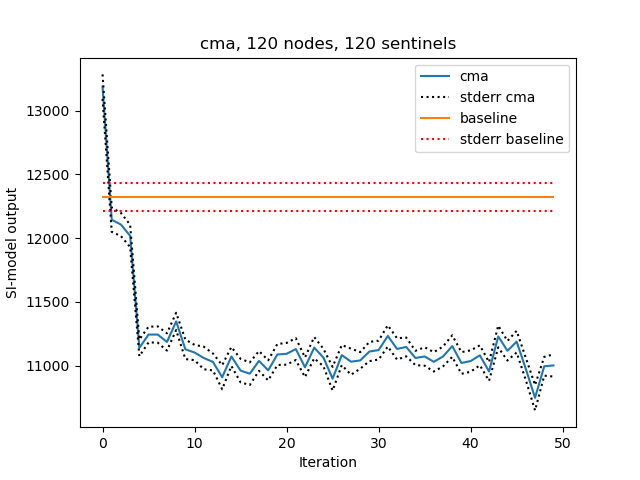 cma, 120 nodes, 120 sentinels
cma
stderr cma
baseline
stderr baseline
SI-model output
13000
12500
12000
11500
11000
0 10 20 30 40 50
Iteration